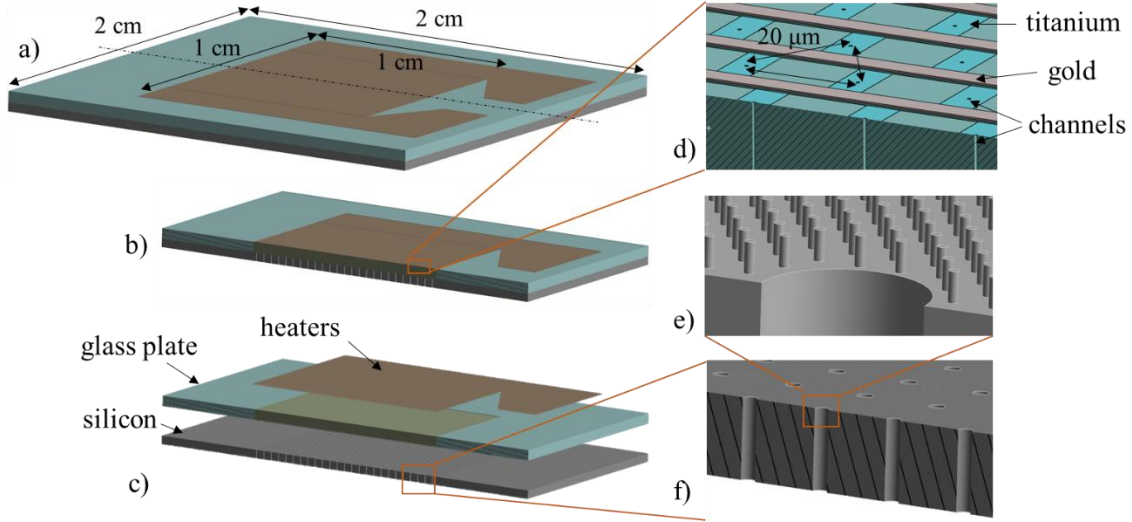 a)
2 cm
2 cm
1 cm
1 cm
b)
c)
glass plate
heaters
silicon
20 μm
titanium
gold
channels
d)
e)
f)